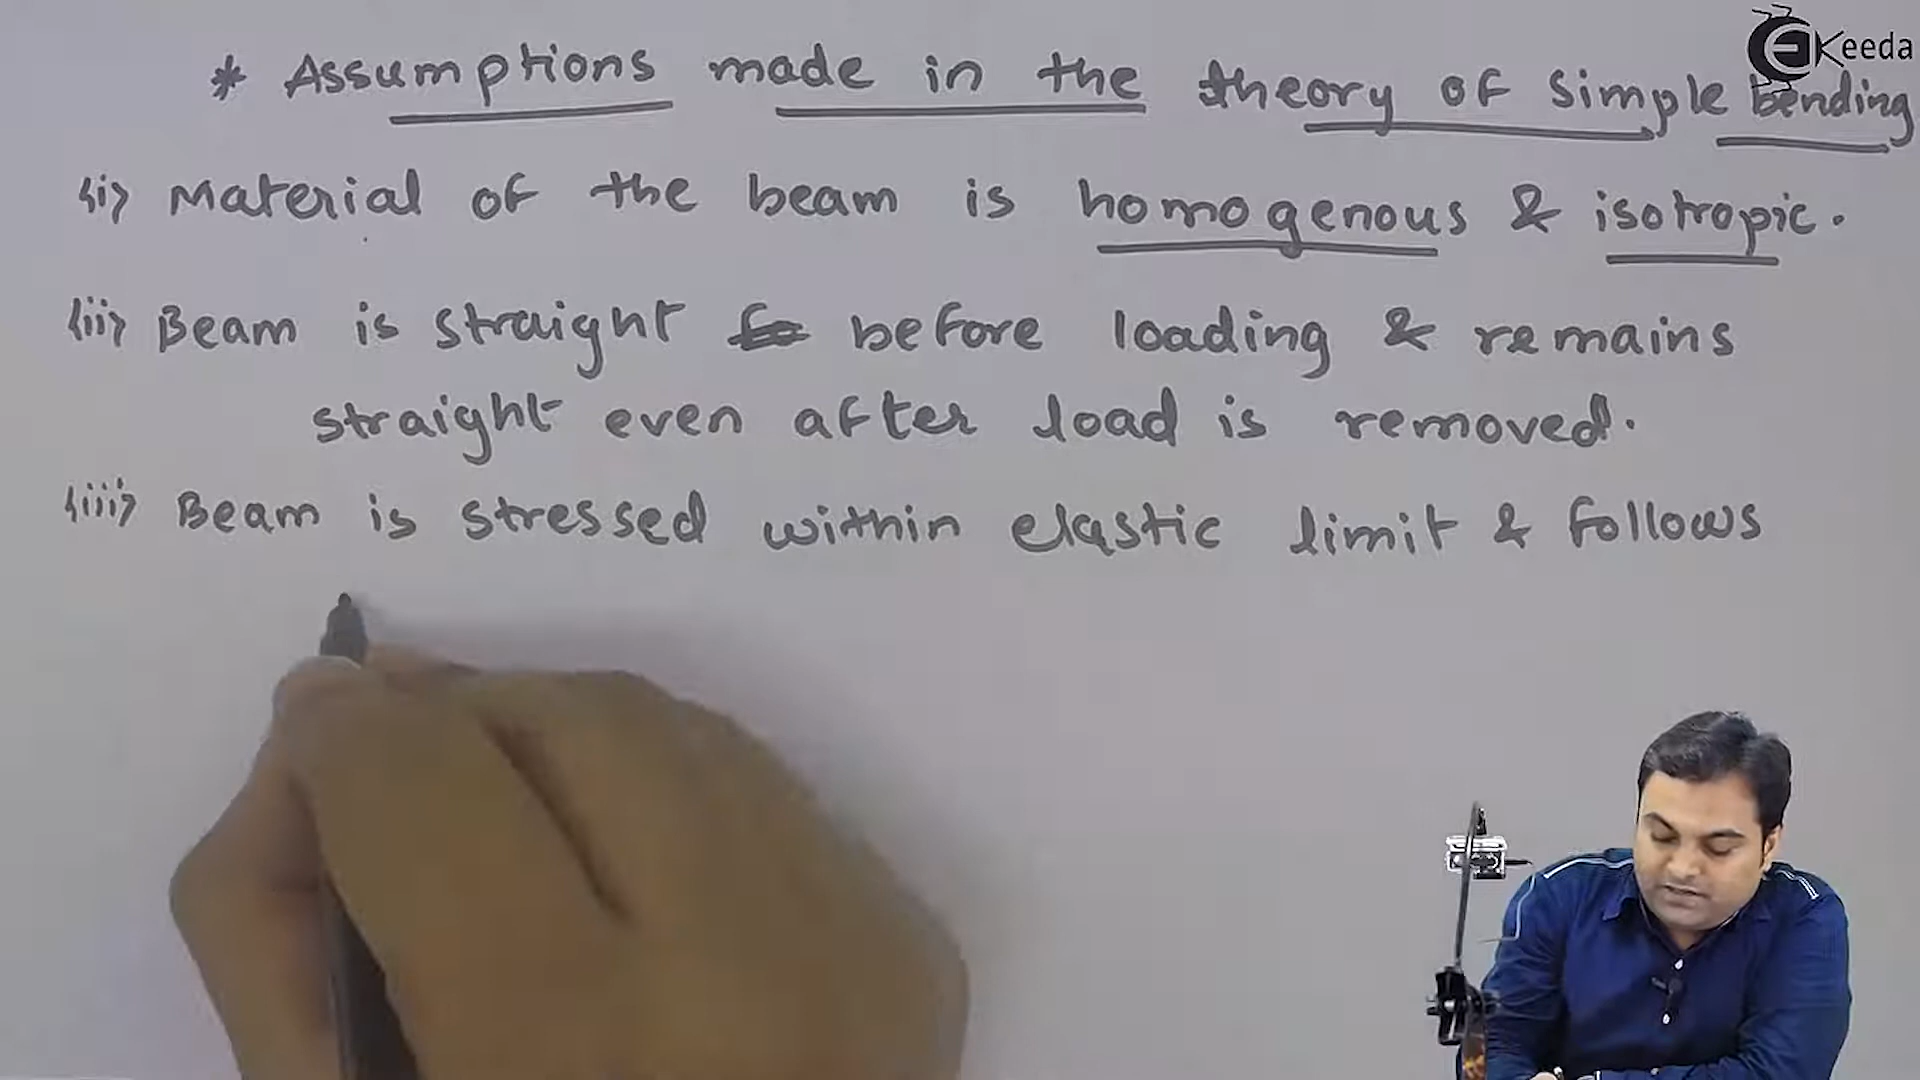 EKeeda
* Assumptions made in the theory of simple bending
(i) Material of the beam is homogenous & isotropic.
(ii) Beam is straight before loading & remains
straight even after load is removed.
(iii) Beam is stressed within elastic limit & follows